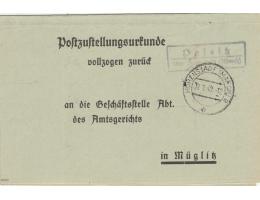 Postzustellungsurkunde
vollzogen zurück
an die Geschäftsstelle Abt.
des Amtsgerichts
in Müglitz